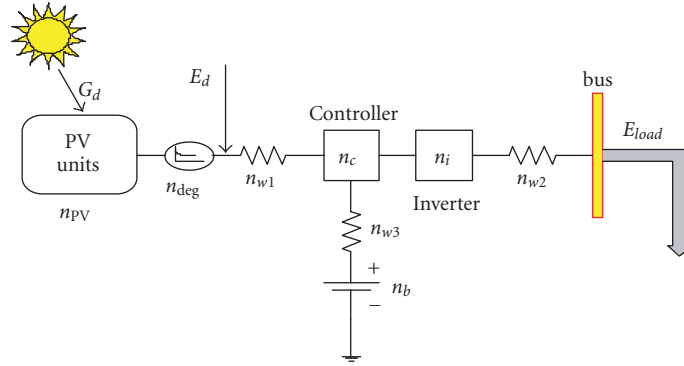 G_d
E_d
Controller
bus
PV
units
n_deg
n_w1
n_c
n_i
n_w2
E_load
n_PV
Inverter
n_w3
+
n_b
−